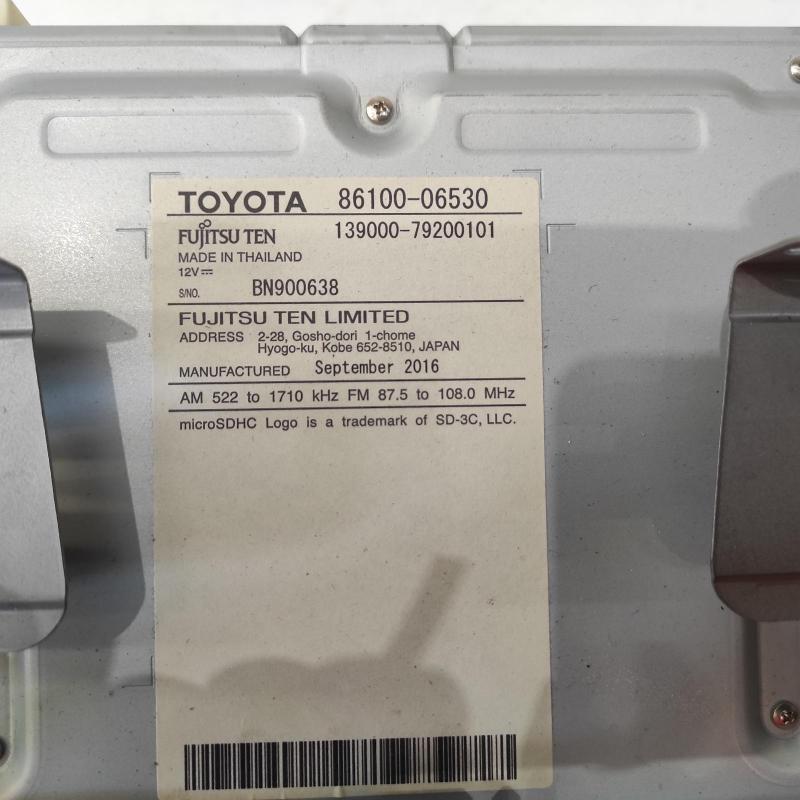 TOYOTA 86100-06530
FUJITSU TEN 139000-79200101
MADE IN THAILAND
12V⎓
S/NO. BN900638
FUJITSU TEN LIMITED
ADDRESS 2-28, Gosho-dori 1-chome
Hyogo-ku, Kobe 652-8510, JAPAN
MANUFACTURED September 2016
AM 522 to 1710 kHz FM 87.5 to 108.0 MHz
microSDHC Logo is a trademark of SD-3C, LLC.